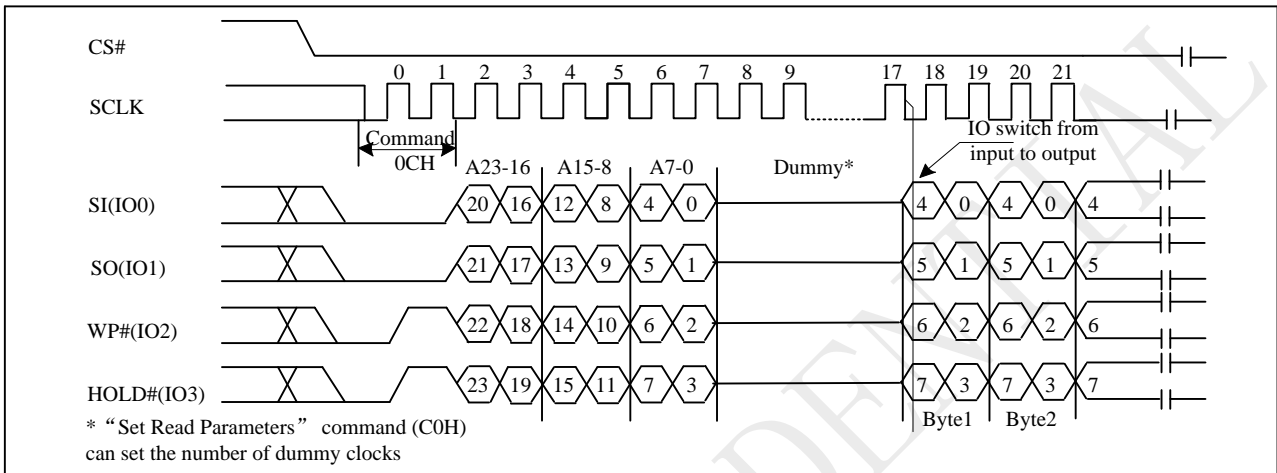 CS#
0 1 2 3 4 5 6 7 8 9 17 18 19 20 21
SCLK
Command
0CH
IO switch from
input to output
A23-16 A15-8 A7-0 Dummy*
SI(IO0) 20 16 12 8 4 0 4 0 4 0 4
SO(IO1) 21 17 13 9 5 1 5 1 5 1 5
WP#(IO2) 22 18 14 10 6 2 6 2 6 2 6
HOLD#(IO3) 23 19 15 11 7 3 7 3 7 3 7
Byte1 Byte2
* “Set Read Parameters” command (C0H)
can set the number of dummy clocks